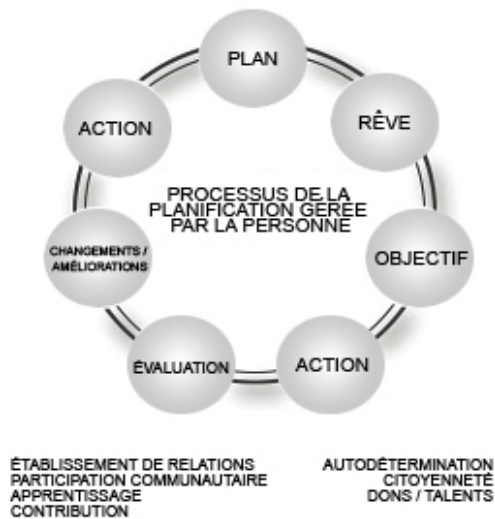 PLAN
RÊVE
OBJECTIF
ACTION
ÉVALUATION
CHANGEMENTS /
AMÉLIORATIONS
ACTION
PROCESSUS DE LA
PLANIFICATION GÉRÉE
PAR LA PERSONNE
ÉTABLISSEMENT DE RELATIONS
PARTICIPATION COMMUNAUTAIRE
APPRENTISSAGE
CONTRIBUTION
AUTODÉTERMINATION
CITOYENNETÉ
DONS / TALENTS